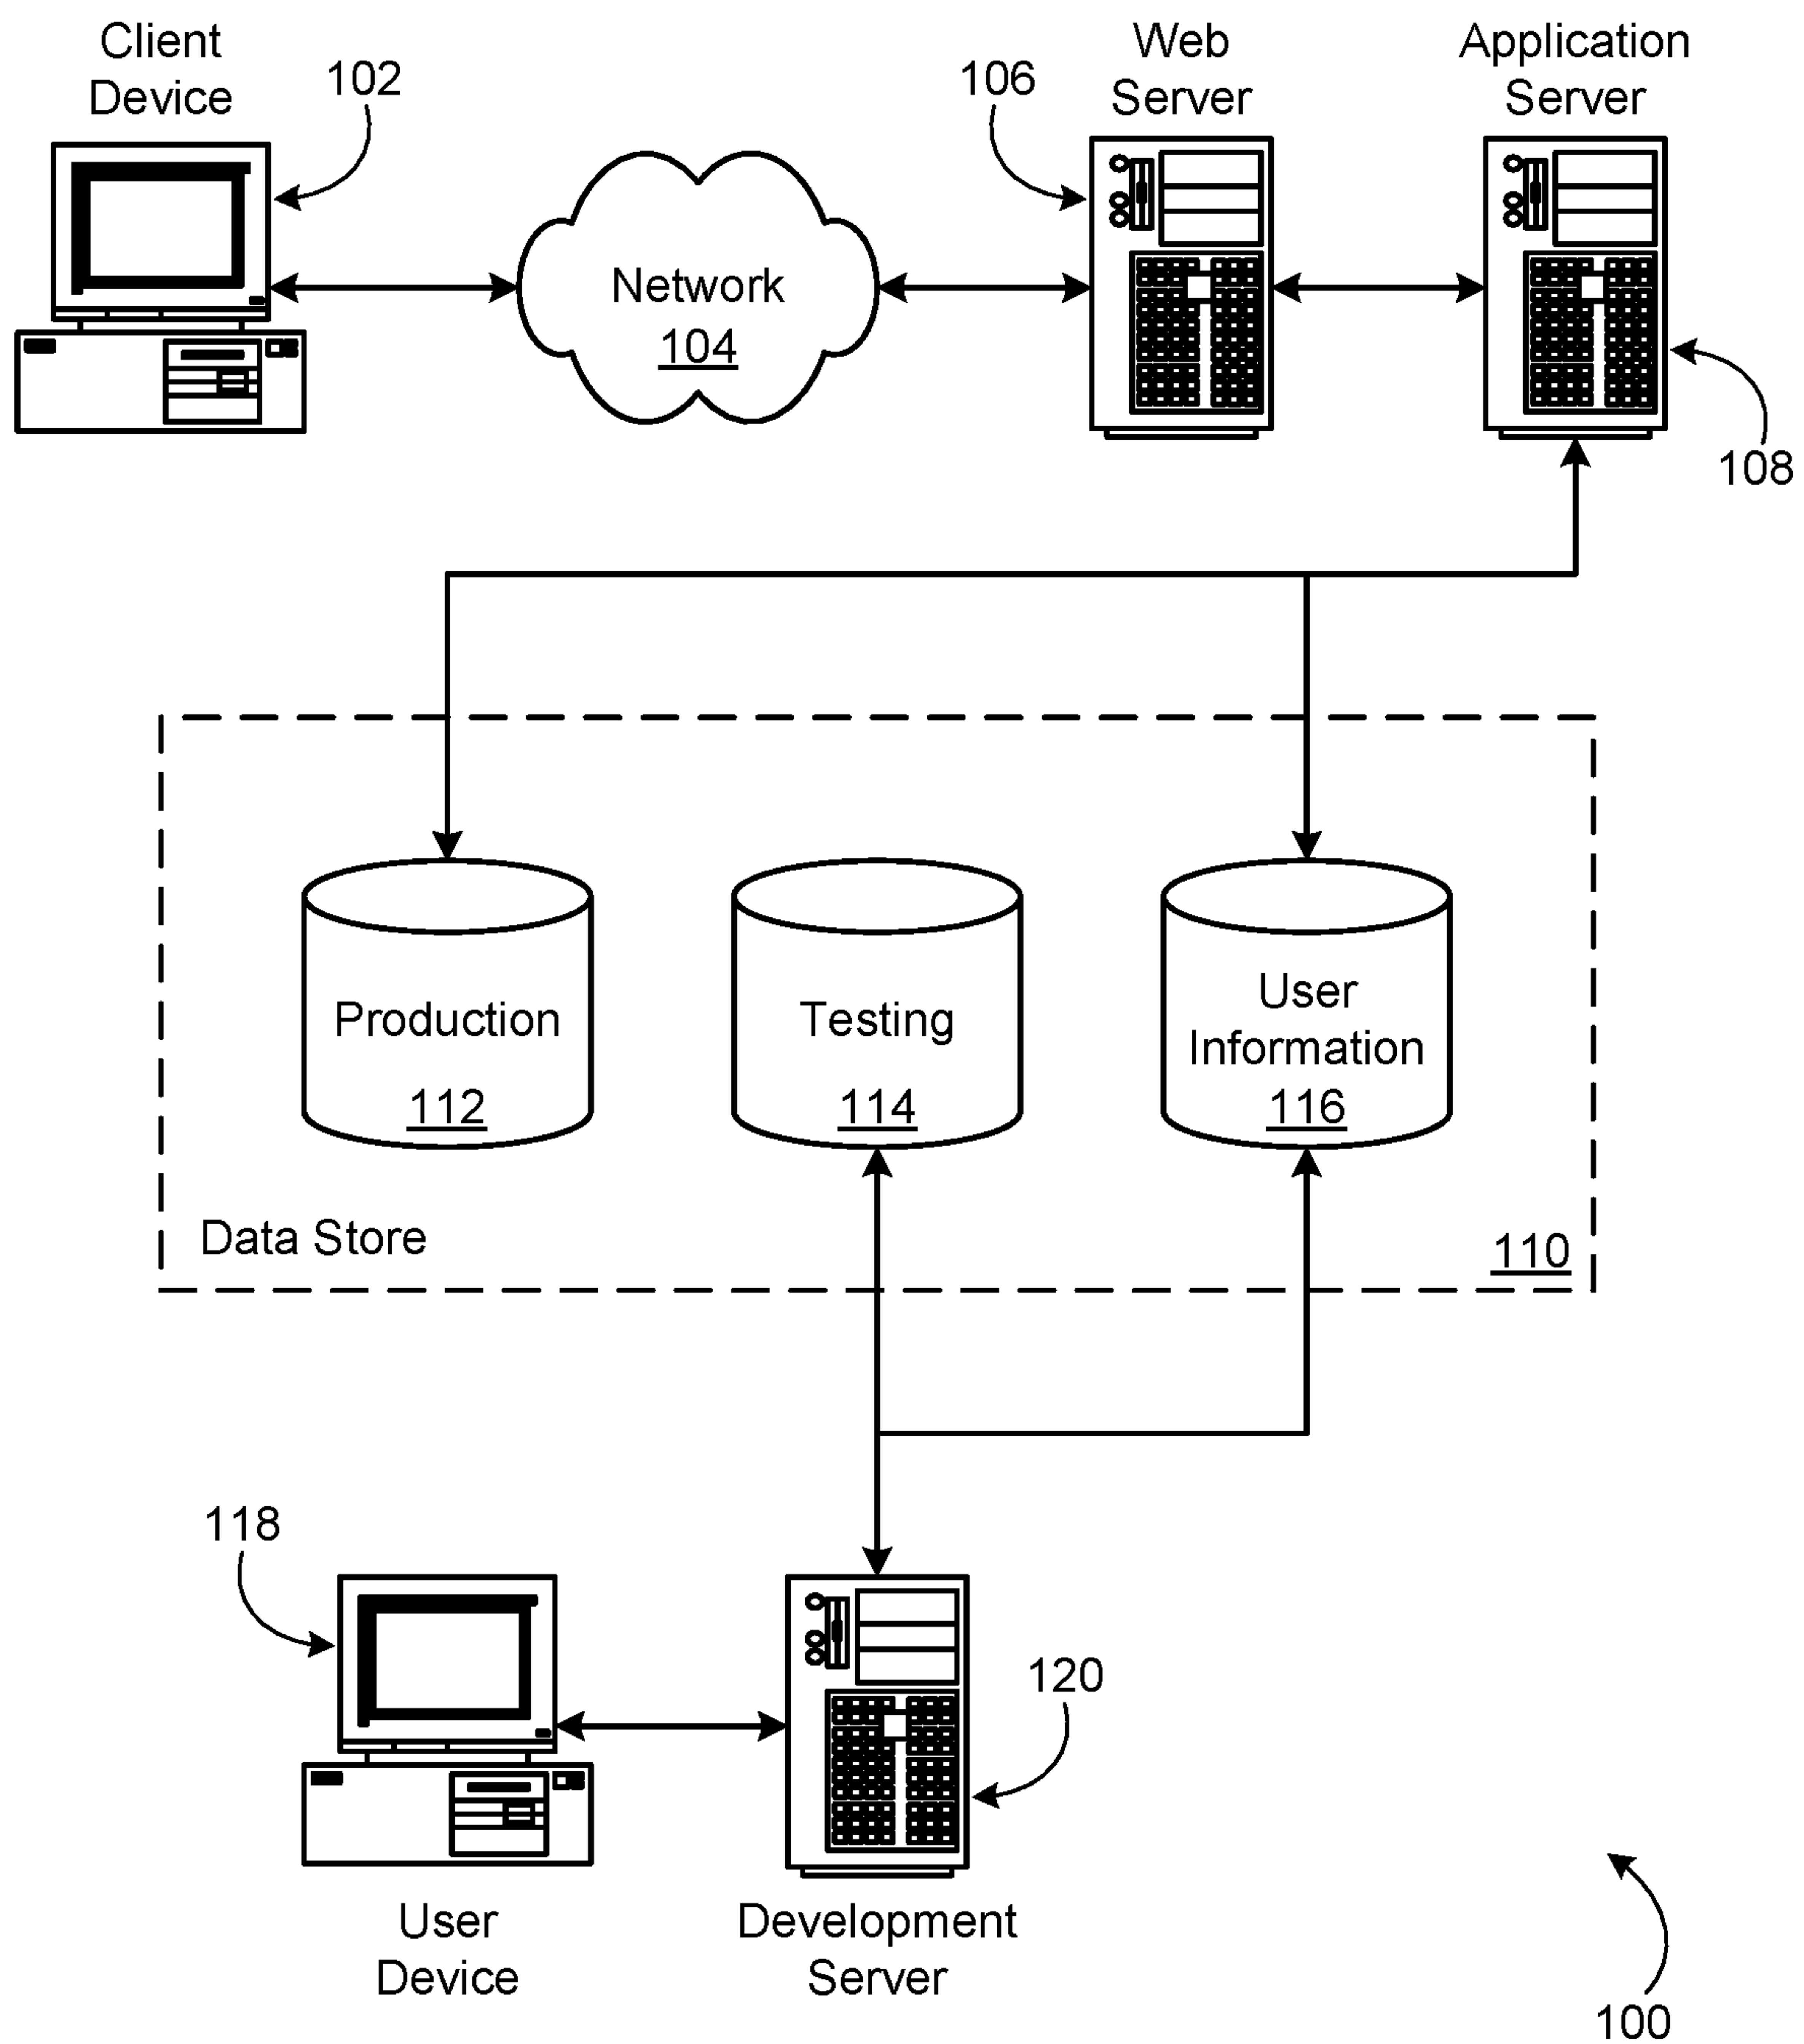 Client
Device
102
106
Web
Server
Application
Server
Network
104
108
Production
112
Testing
114
User
Information
116
Data Store
110
118
120
User
Device
Development
Server
100